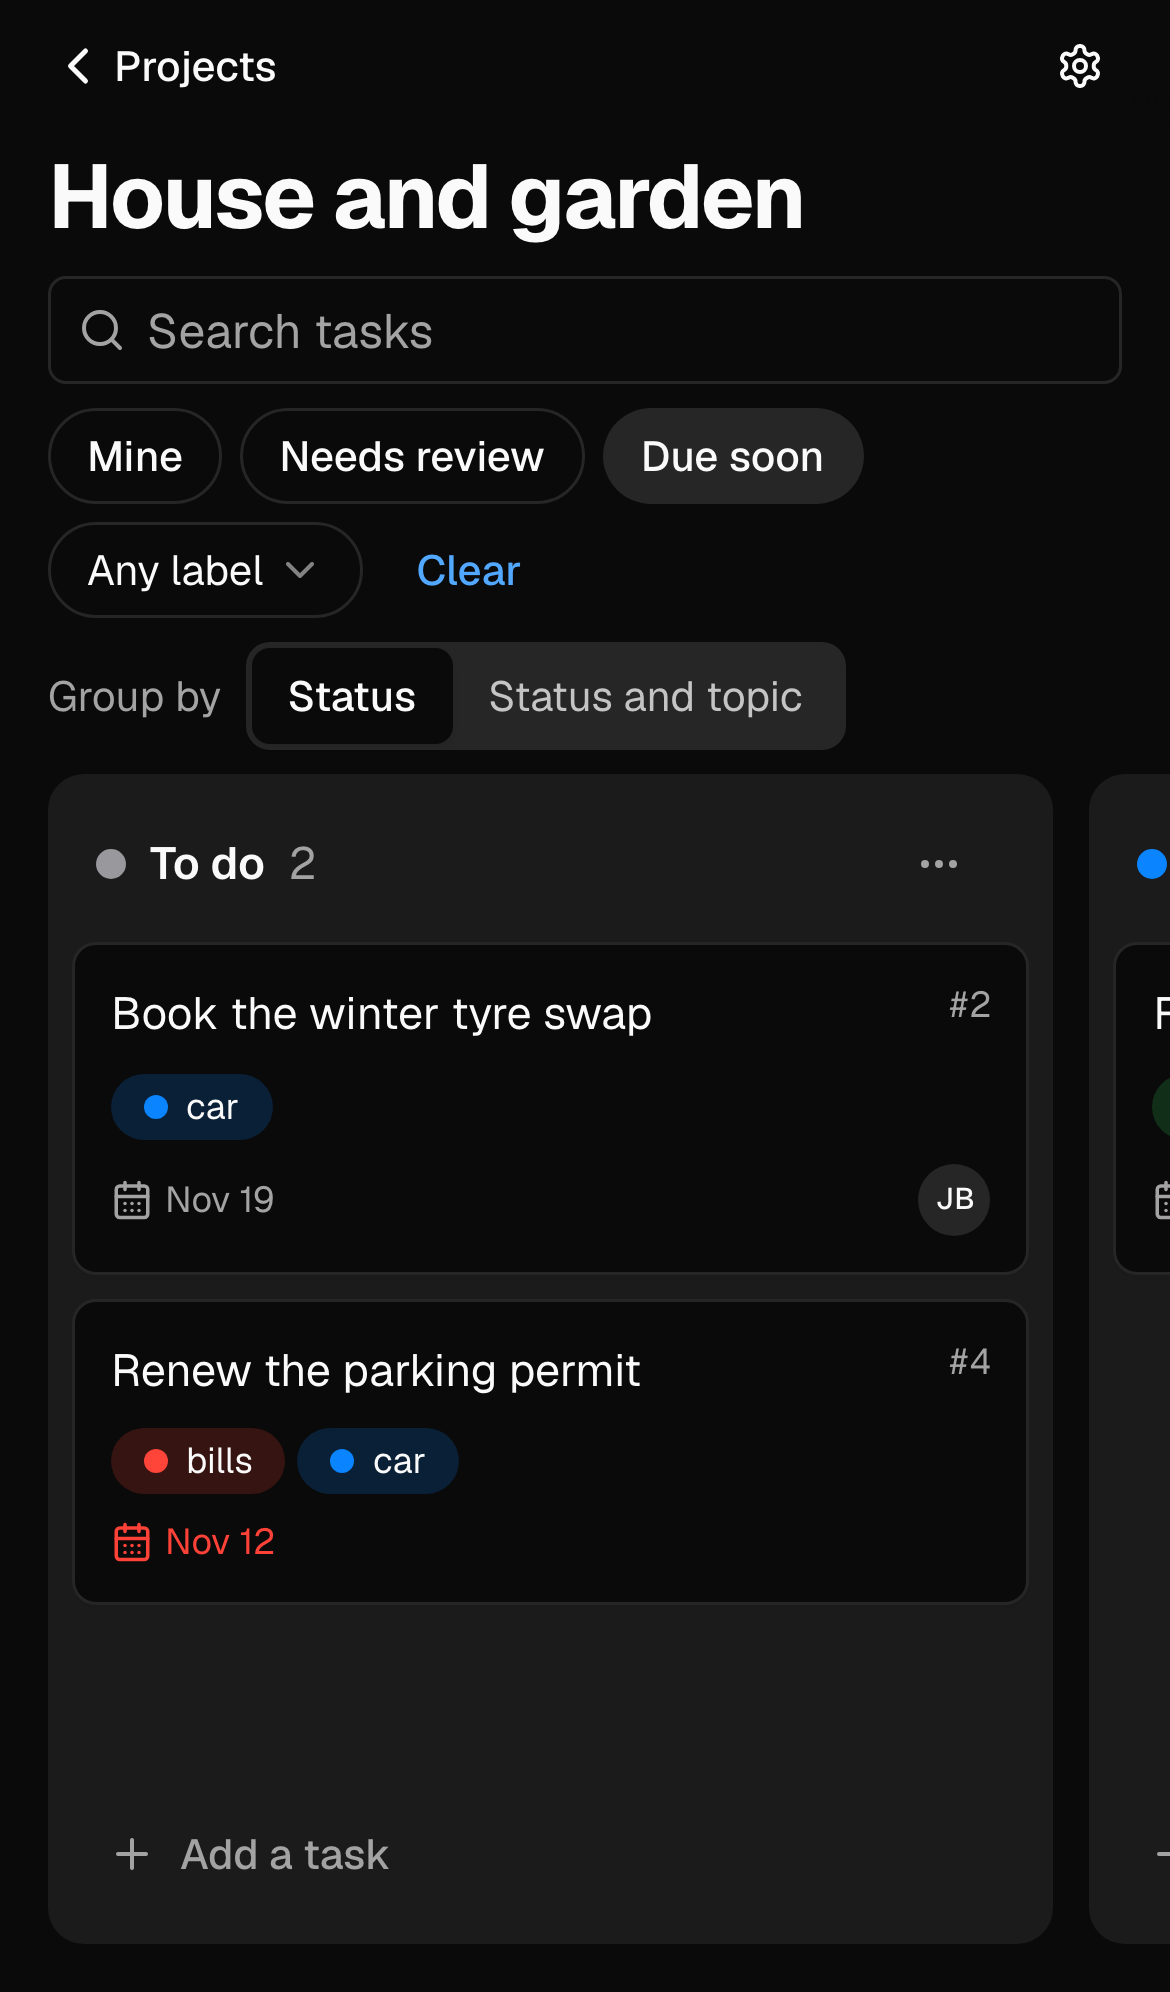 Projects
House and garden
Search tasks
Mine
Needs review
Due soon
Any label
Clear
Group by
Status
Status and topic
To do 2
Book the winter tyre swap
#2
car
Nov 19
JB
Renew the parking permit
#4
bills
car
Nov 12
Add a task